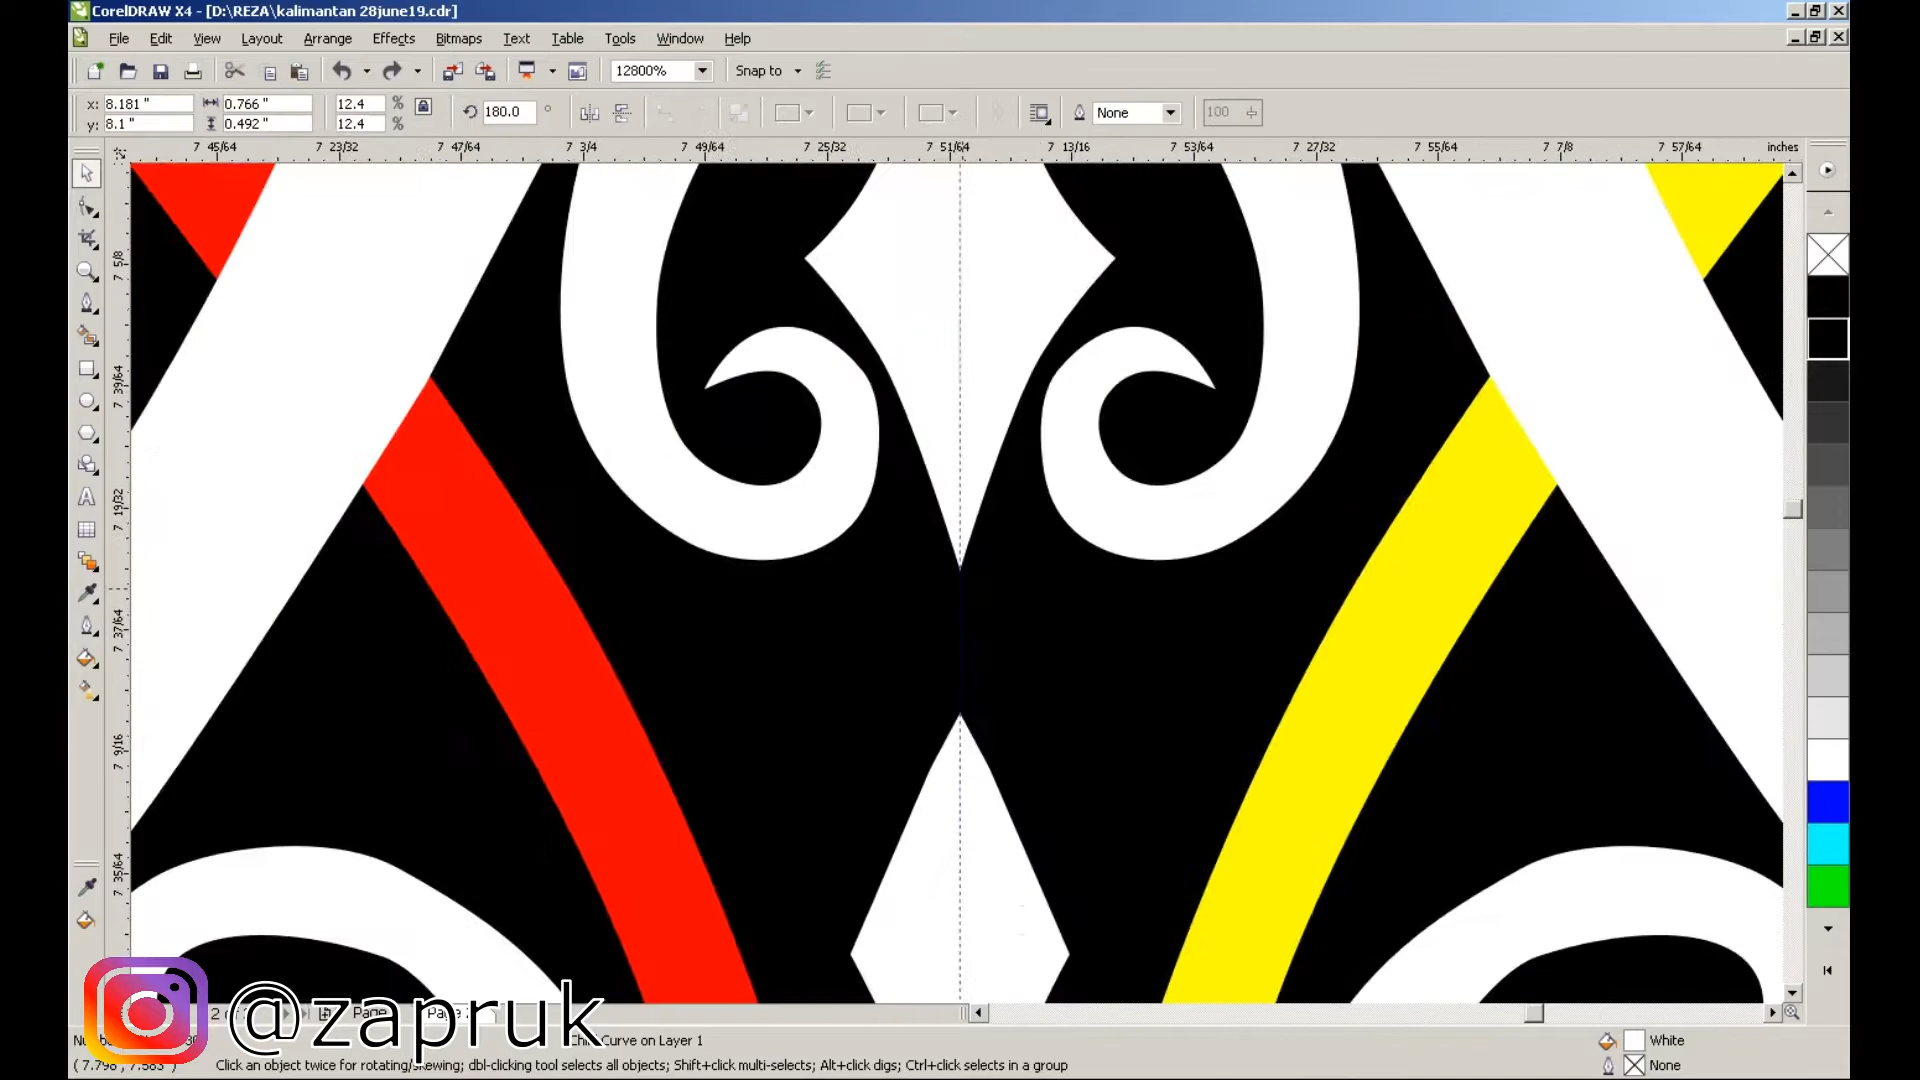 CorelDRAW X4 - [D:\REZA\kalimantan 28june19.cdr]
File Edit View Layout Arrange Effects Bitmaps Text Table Tools Window Help
12800% Snap to
x: 8.181 " 0.766 " 12.4 % 180.0 ° None 100
y: 8.1 " 0.492 " 12.4 %
7 45/64 7 23/32 7 47/64 7 3/4 7 49/64 7 25/32 7 51/64 7 13/16 7 53/64 7 27/32 7 55/64 7 7/8 7 57/64 inches
7 5/8
7 39/64
7 19/32
7 37/64
7 9/16
7 35/64
@zapruk
Page
Curve on Layer 1
White
Click an object twice for rotating/skewing; dbl-clicking tool selects all objects; Shift+click multi-selects; Alt+click digs; Ctrl+click selects in a group
None